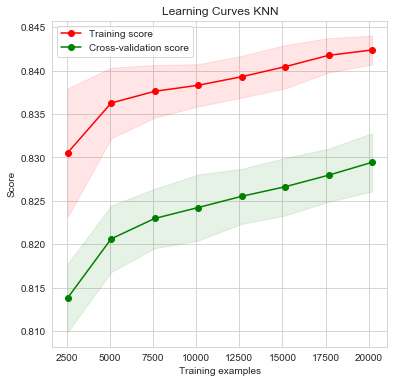 Learning Curves KNN
Training score
Cross-validation score
0.845
0.840
0.835
0.830
0.825
0.820
0.815
0.810
Score
2500 5000 7500 10000 12500 15000 17500 20000
Training examples